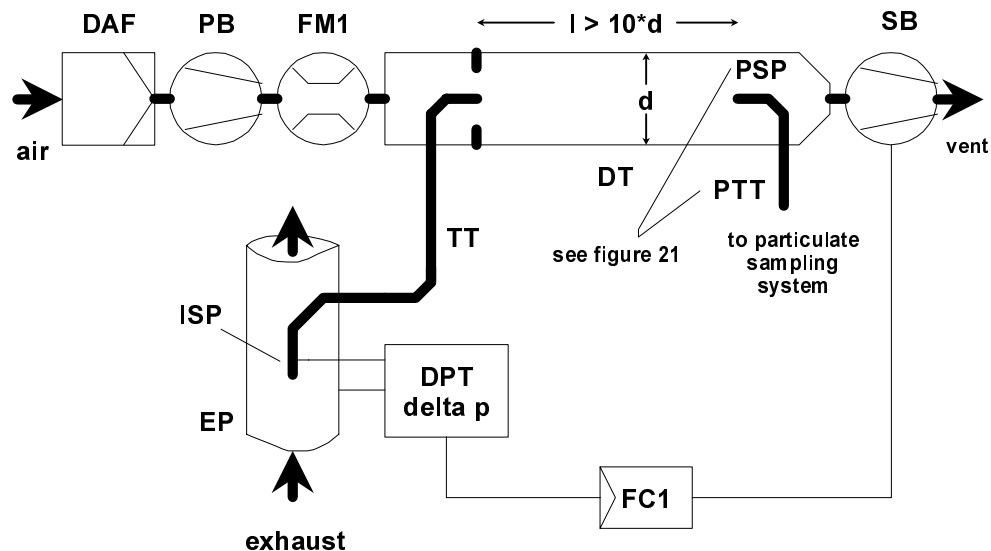 DAF PB FM1 l > 10*d SB
PSP
d
air
vent
DT PTT
TT
see figure 21
to particulate
sampling
system
ISP
DPT
delta p
EP
FC1
exhaust